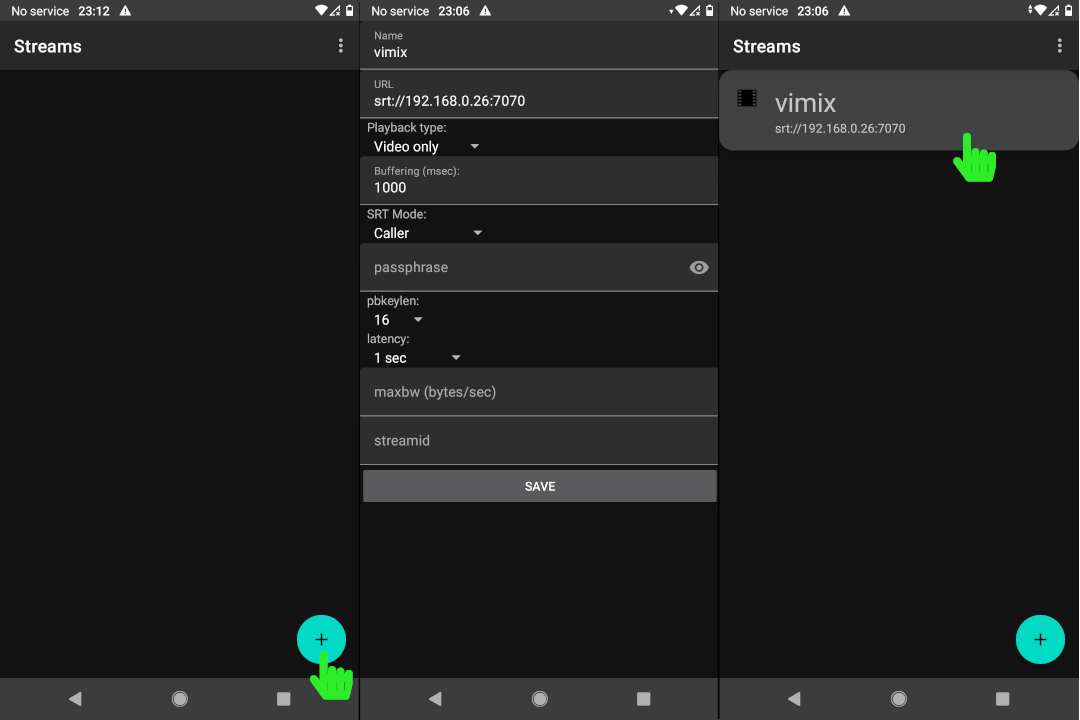 No service 23:12
Streams
+
No service 23:06
Name
vimix
URL
srt://192.168.0.26:7070
Playback type:
Video only
Buffering (msec):
1000
SRT Mode:
Caller
passphrase
pbkeylen:
16
latency:
1 sec
maxbw (bytes/sec)
streamid
SAVE
No service 23:06
Streams
vimix
srt://192.168.0.26:7070
+